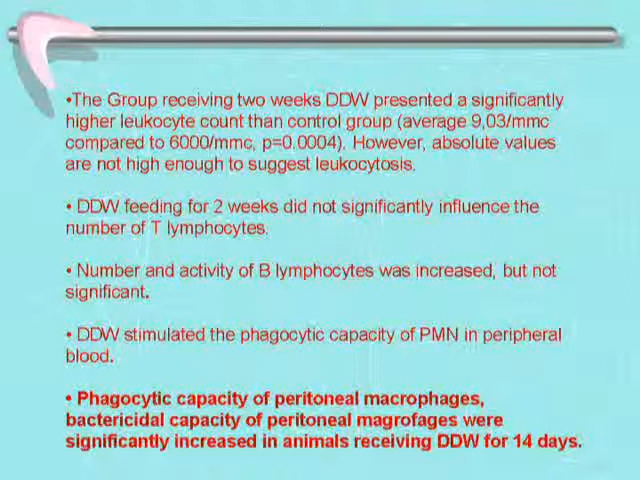 •The Group receiving two weeks DDW presented a significantly
higher leukocyte count than control group (average 9,03/mmc
compared to 6000/mmc, p=0.0004). However, absolute values
are not high enough to suggest leukocytosis.
• DDW feeding for 2 weeks did not significantly influence the
number of T lymphocytes.
• Number and activity of B lymphocytes was increased, but not
significant.
• DDW stimulated the phagocytic capacity of PMN in peripheral
blood.
• Phagocytic capacity of peritoneal macrophages,
bactericidal capacity of peritoneal magrofages were
significantly increased in animals receiving DDW for 14 days.